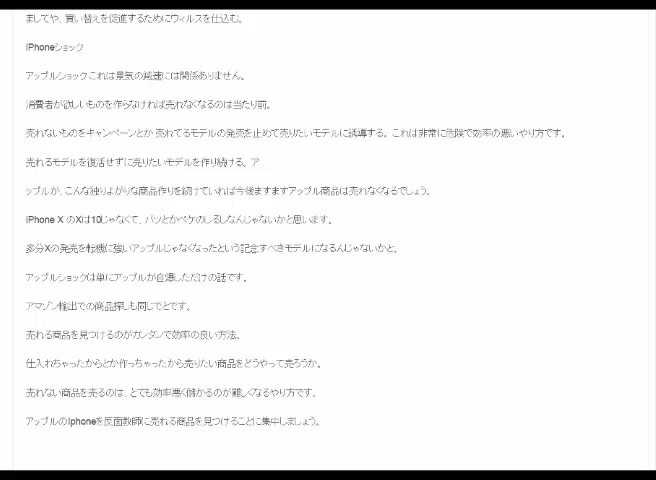 ましてや、買い替えを促進するためにウィルスを仕込む。
iPhoneショック
アップルショックこれは景気の減速には関係ありません。
消費者が欲しいものを作らなければ売れなくなるのは当たり前。
売れないものをキャンペーンとか 売れてるモデルの発売を止めて売りたいモデルに誘導する。これは非常に危険で効率の悪いやり方です。
売れるモデルを復活せずに売りたいモデルを作り続ける。ア
ップルが、こんな独りよがりな商品作りを続けていれば今後ますますアップル商品は売れなくなるでしょう。
iPhone X のXは10じゃなくて、バツとかペケのしるしなんじゃないかと思います。
多分Xの発売を転機に強いアップルじゃなくなったという記念すべきモデルになるんじゃないかと。
アップルショックは単にアップルが自爆しただけの話です。
アマゾン輸出での商品探しも同じでとです。
売れる商品を見つけるのがカンタンで効率の良い方法。
仕入れちゃったからとか作っちゃったから売りたい商品をどうやって売ろうか。
売れない商品を売るのは、とても効率悪く儲かるのが難しくなるやり方です。
アップルのIphoneを反面教師に売れる商品を見つけることに集中しましょう。